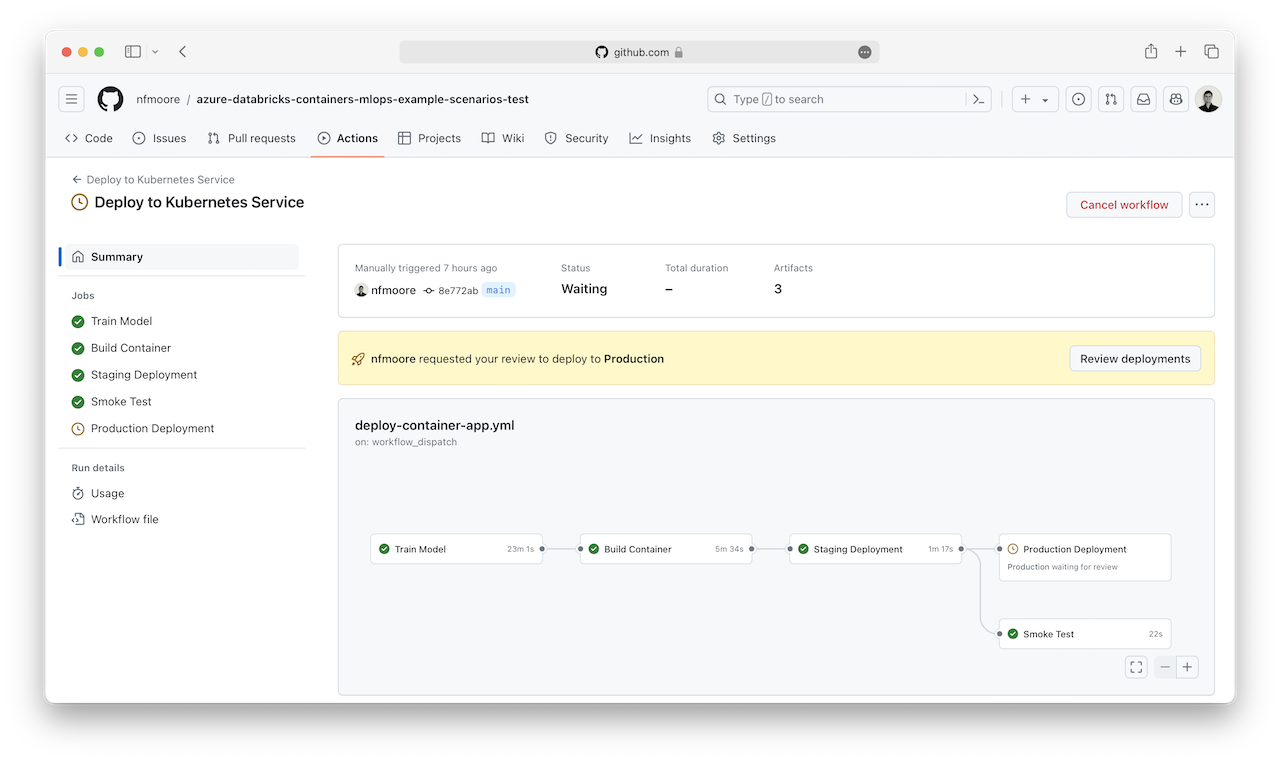 github.com
nfmoore / azure-databricks-containers-mlops-example-scenarios-test
Type / to search
Code Issues Pull requests Actions Projects Wiki Security Insights Settings
Deploy to Kubernetes Service
Deploy to Kubernetes Service
Cancel workflow
Summary
Jobs
Train Model
Build Container
Staging Deployment
Smoke Test
Production Deployment
Run details
Usage
Workflow file
Manually triggered 7 hours ago Status Total duration Artifacts
nfmoore 8e772ab main Waiting – 3
nfmoore requested your review to deploy to Production Review deployments
deploy-container-app.yml
on: workflow_dispatch
Train Model 23m 1s Build Container 5m 34s Staging Deployment 1m 17s Production Deployment
Production waiting for review
Smoke Test 22s